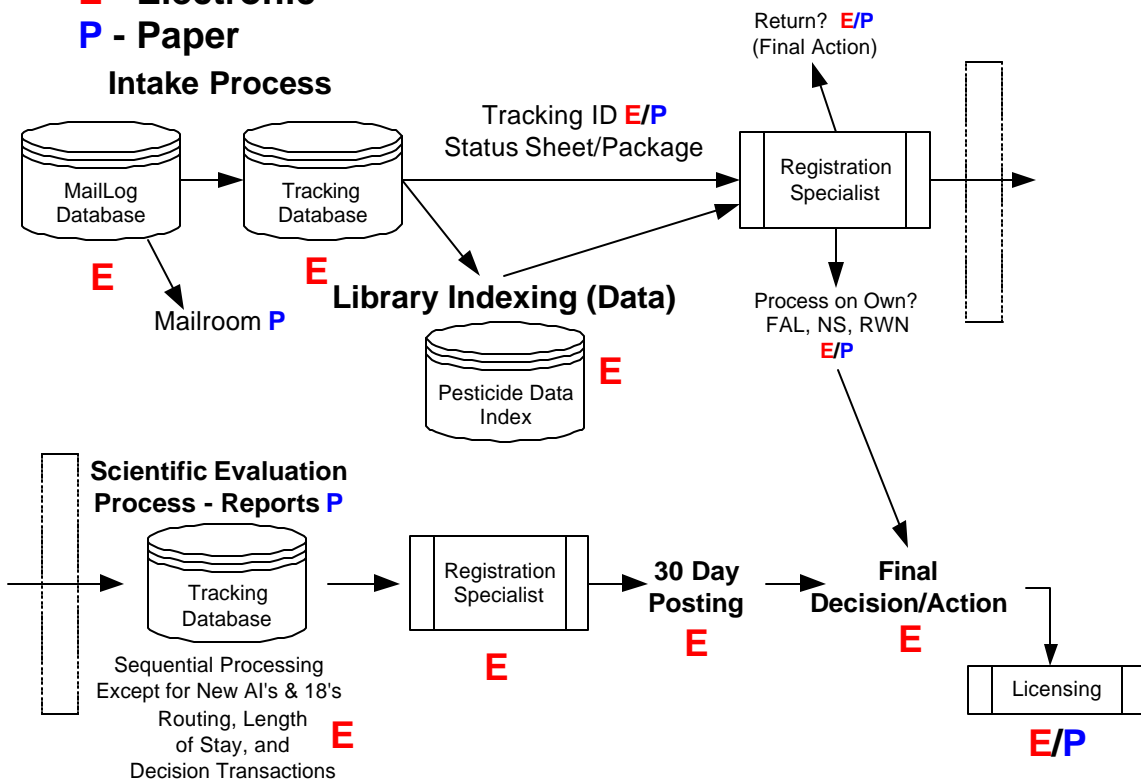 E - Electronic
P - Paper
Intake Process
MailLog
Database
E
Mailroom P
Tracking
Database
E
Tracking ID E/P
Status Sheet/Package
Library Indexing (Data)
Pesticide Data
Index
E
Return? E/P
(Final Action)
Registration
Specialist
Process on Own?
FAL, NS, RWN
E/P
Scientific Evaluation
Process - Reports P
Tracking
Database
Sequential Processing
Except for New AI's & 18's
Routing, Length
of Stay, and
Decision Transactions
E
Registration
Specialist
E
30 Day
Posting
E
Final
Decision/Action
E
Licensing
E/P